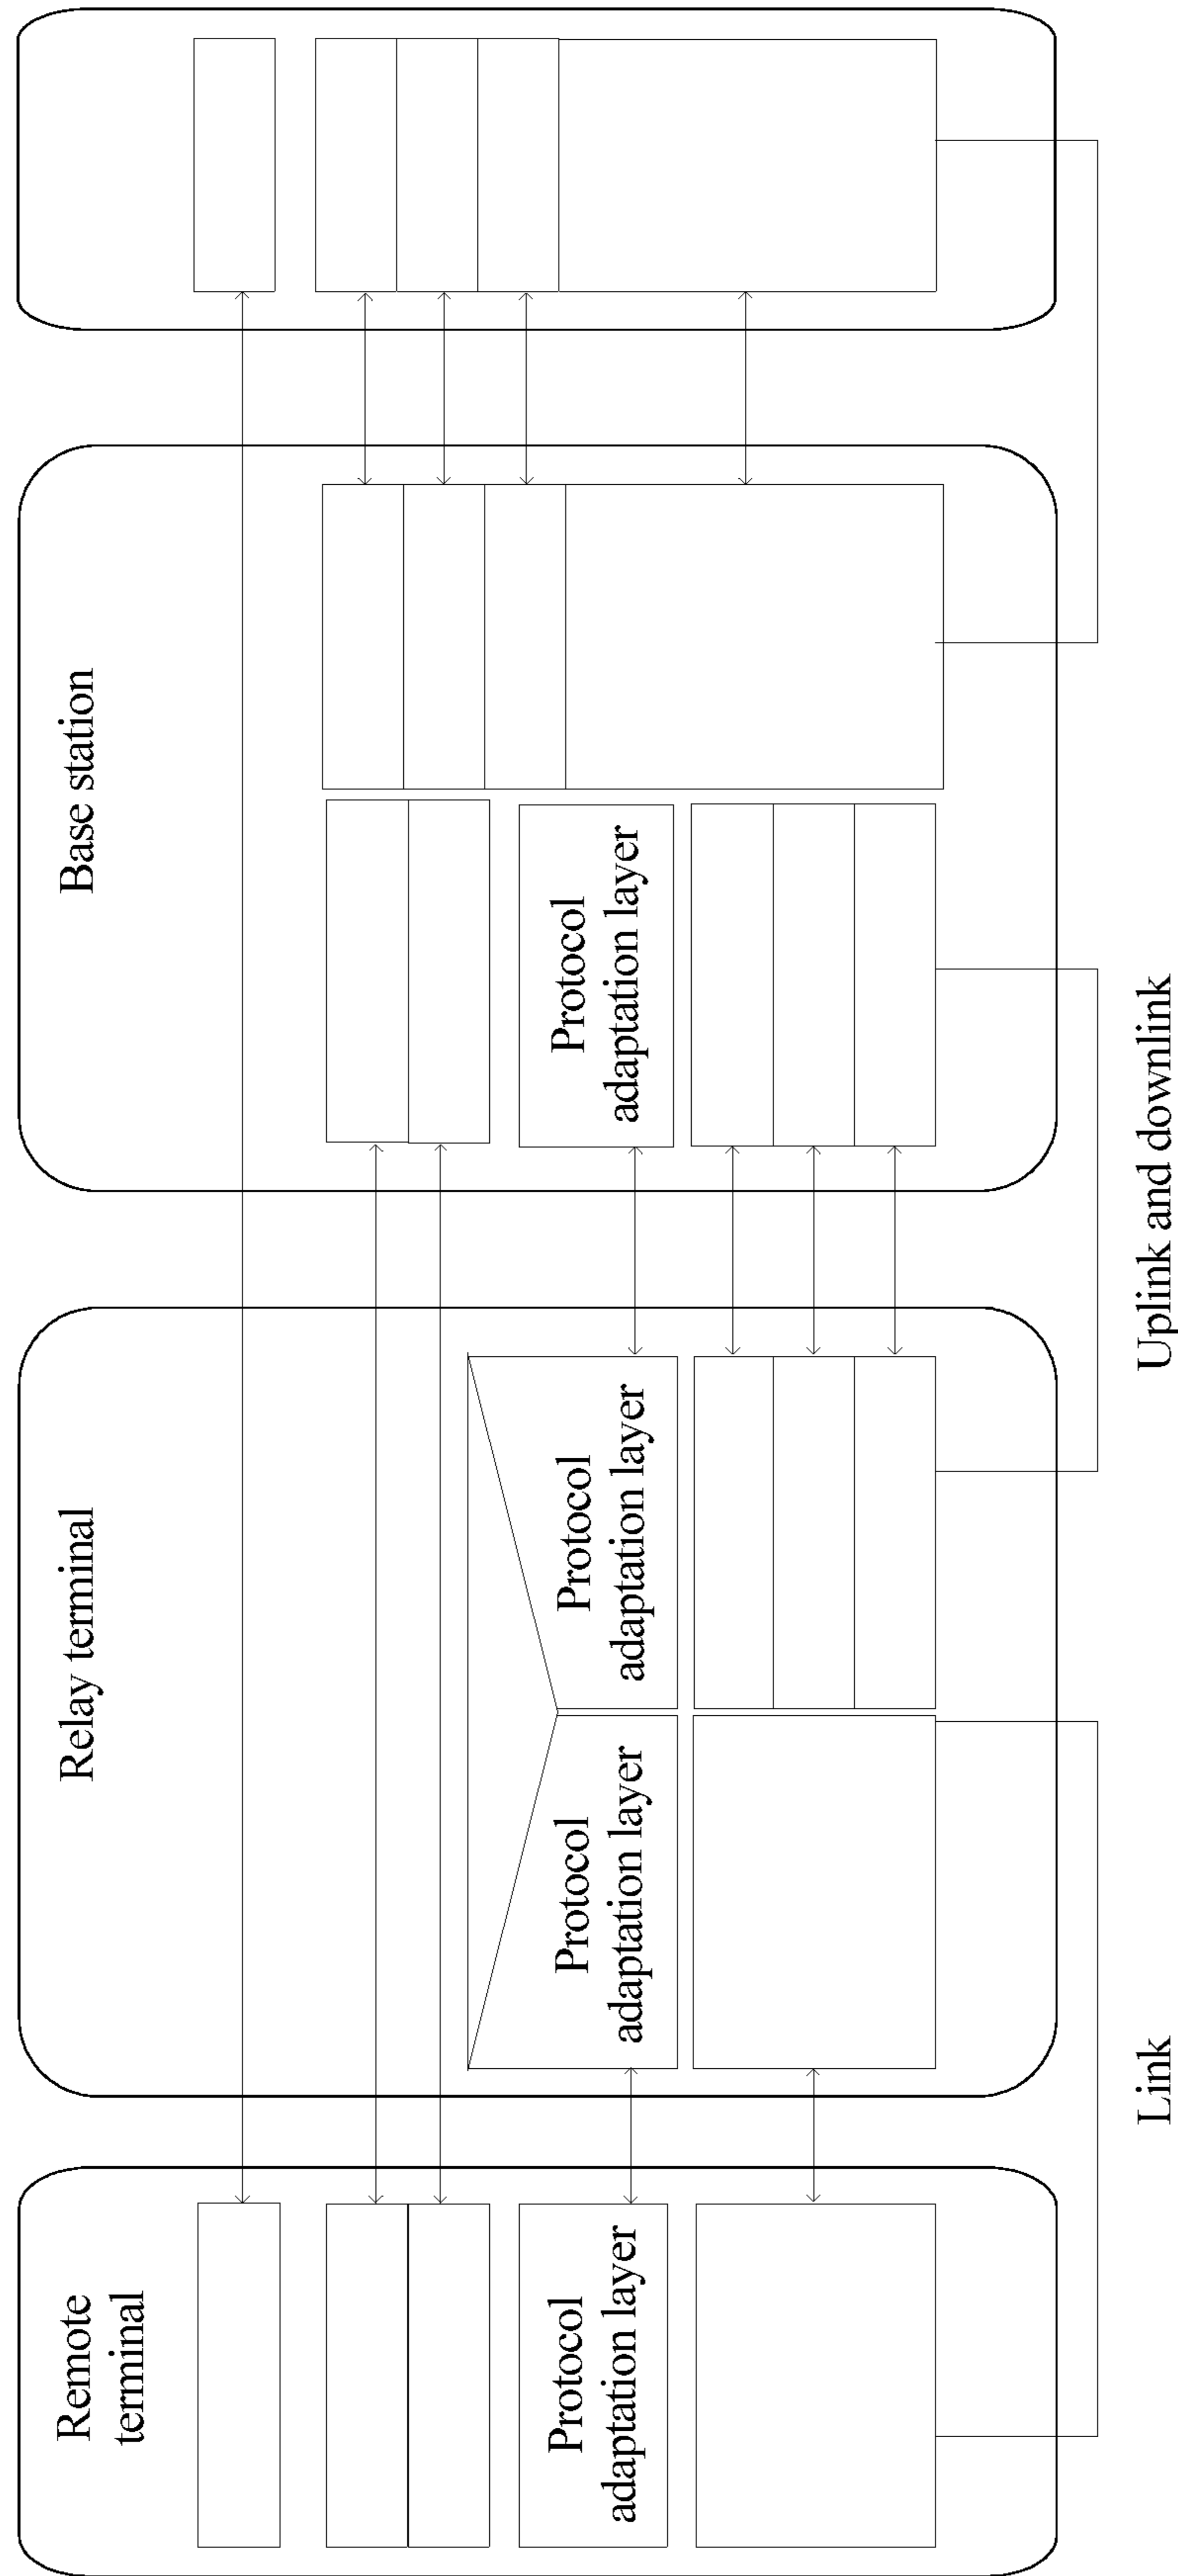 Remote
terminal
Relay terminal
Base station
Protocol
adaptation layer
Protocol
adaptation layer
Protocol
adaptation layer
Protocol
adaptation layer
Link
Uplink and downlink